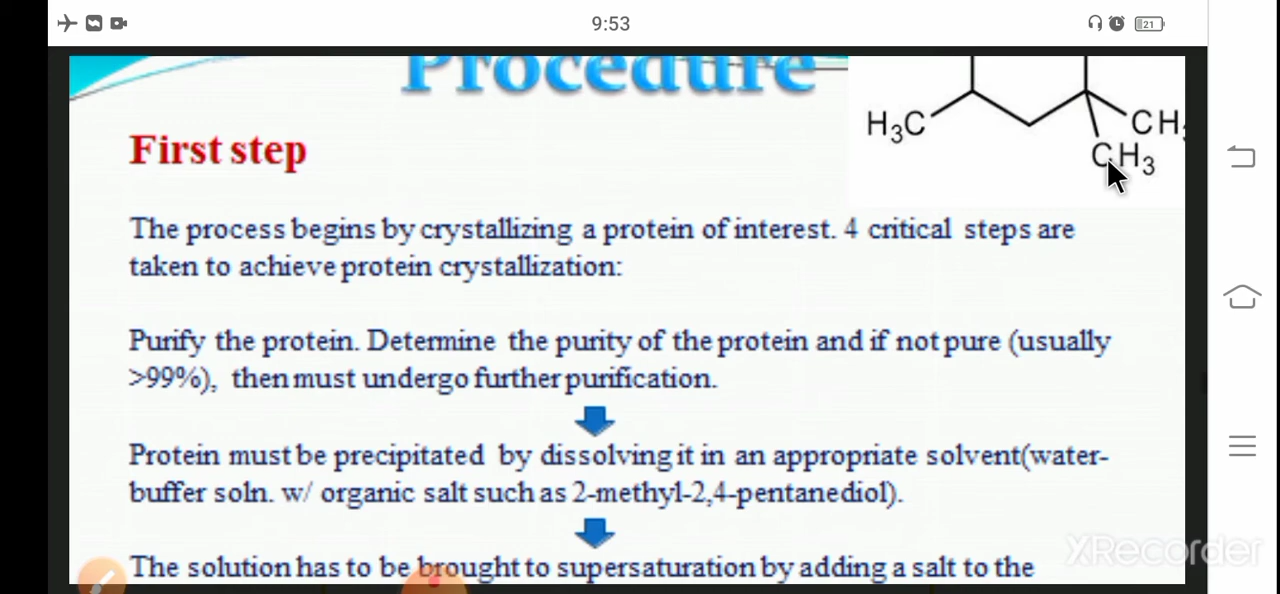 9:53
21
Procedure
H3C
CH
CH3
First step
The process begins by crystallizing a protein of interest. 4 critical steps are
taken to achieve protein crystallization:
Purify the protein. Determine the purity of the protein and if not pure (usually
>99%), then must undergo further purification.
Protein must be precipitated by dissolving it in an appropriate solvent(water-
buffer soln. w/ organic salt such as 2-methyl-2,4-pentanediol).
The solution has to be brought to supersaturation by adding a salt to the
XRecorder